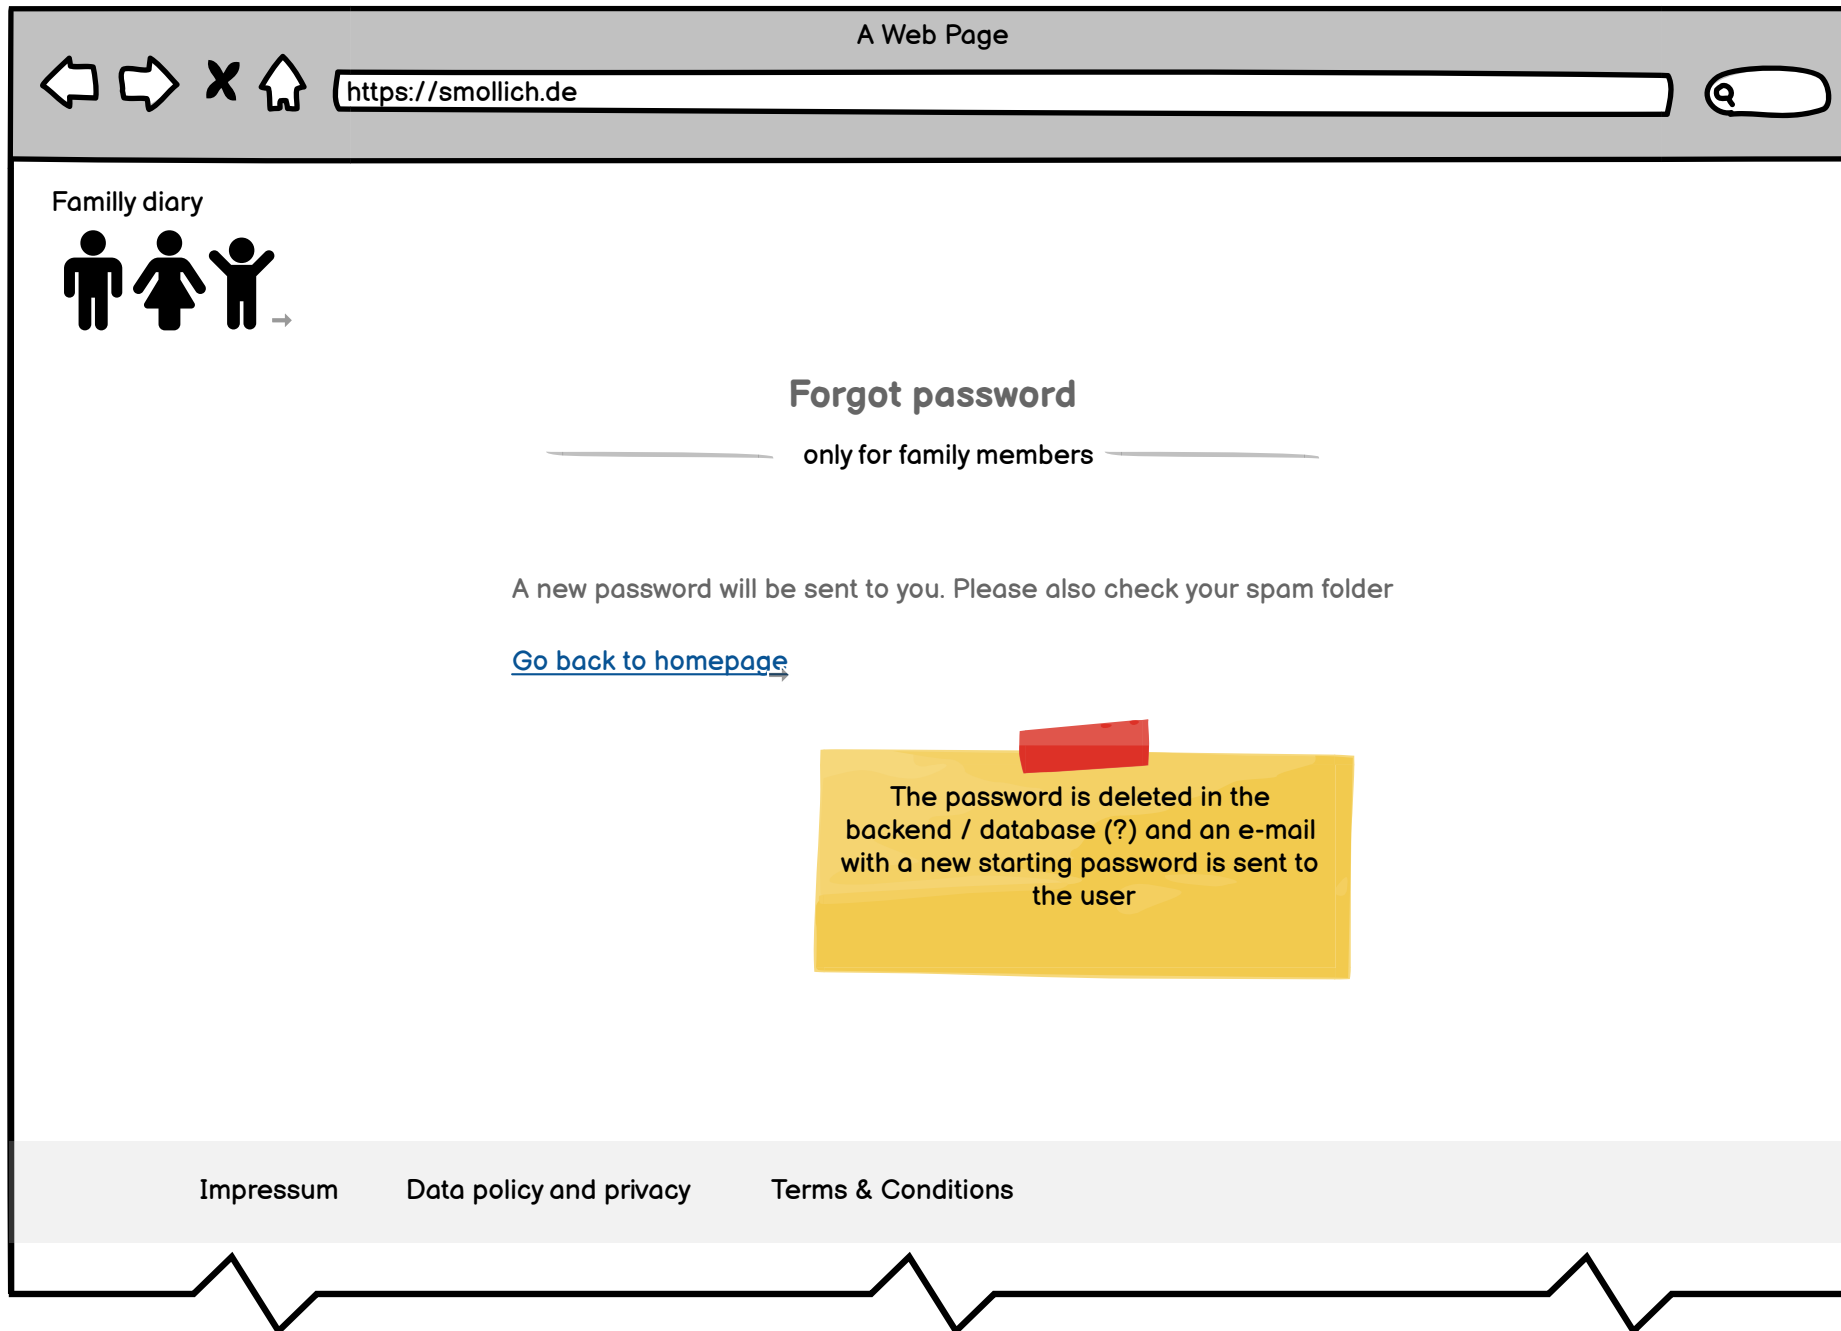 A Web Page
https://smollich.de
Familly diary
Forgot password
only for family members
A new password will be sent to you. Please also check your spam folder
Go back to homepage
The password is deleted in the
backend / database (?) and an e-mail
with a new starting password is sent to
the user
Impressum
Data policy and privacy
Terms & Conditions